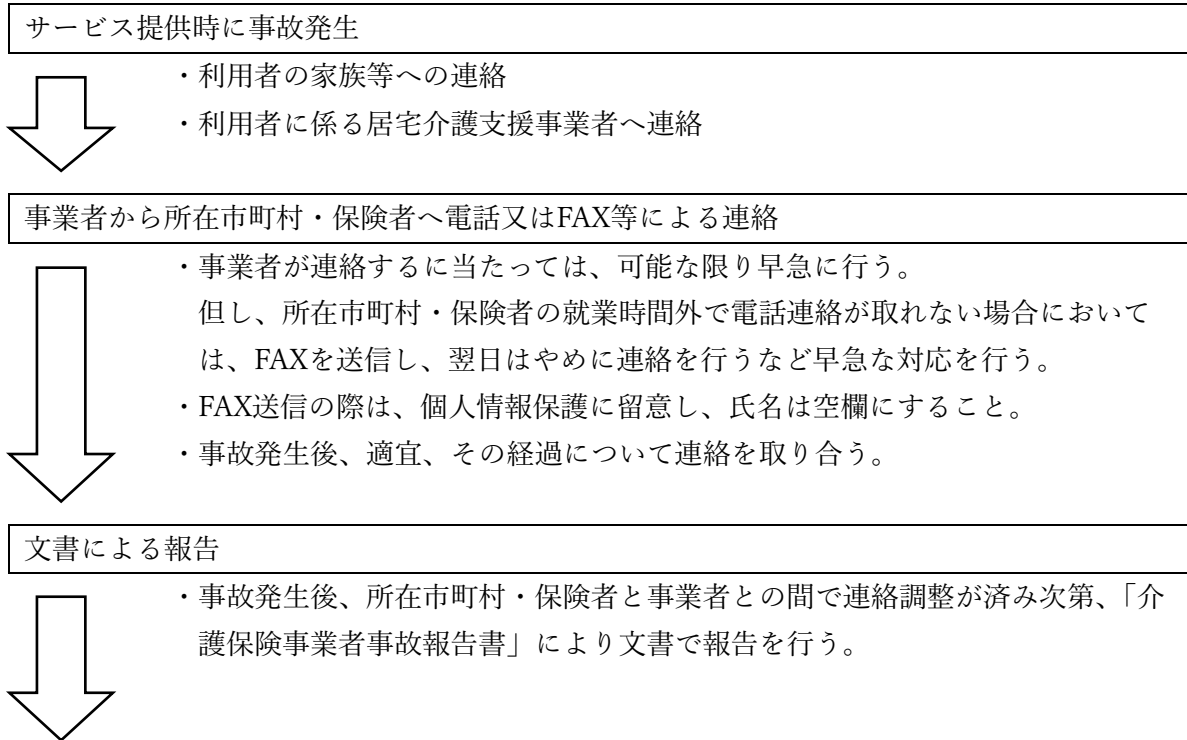 サービス提供時に事故発生
・利用者の家族等への連絡
・利用者に係る居宅介護支援事業者へ連絡
事業者から所在市町村・保険者へ電話又はFAX等による連絡
・事業者が連絡するに当たっては、可能な限り早急に行う。
但し、所在市町村・保険者の就業時間外で電話連絡が取れない場合において
は、FAXを送信し、翌日はやめに連絡を行うなど早急な対応を行う。
・FAX送信の際は、個人情報保護に留意し、氏名は空欄にすること。
・事故発生後、適宜、その経過について連絡を取り合う。
文書による報告
・事故発生後、所在市町村・保険者と事業者との間で連絡調整が済み次第、「介
護保険事業者事故報告書」により文書で報告を行う。